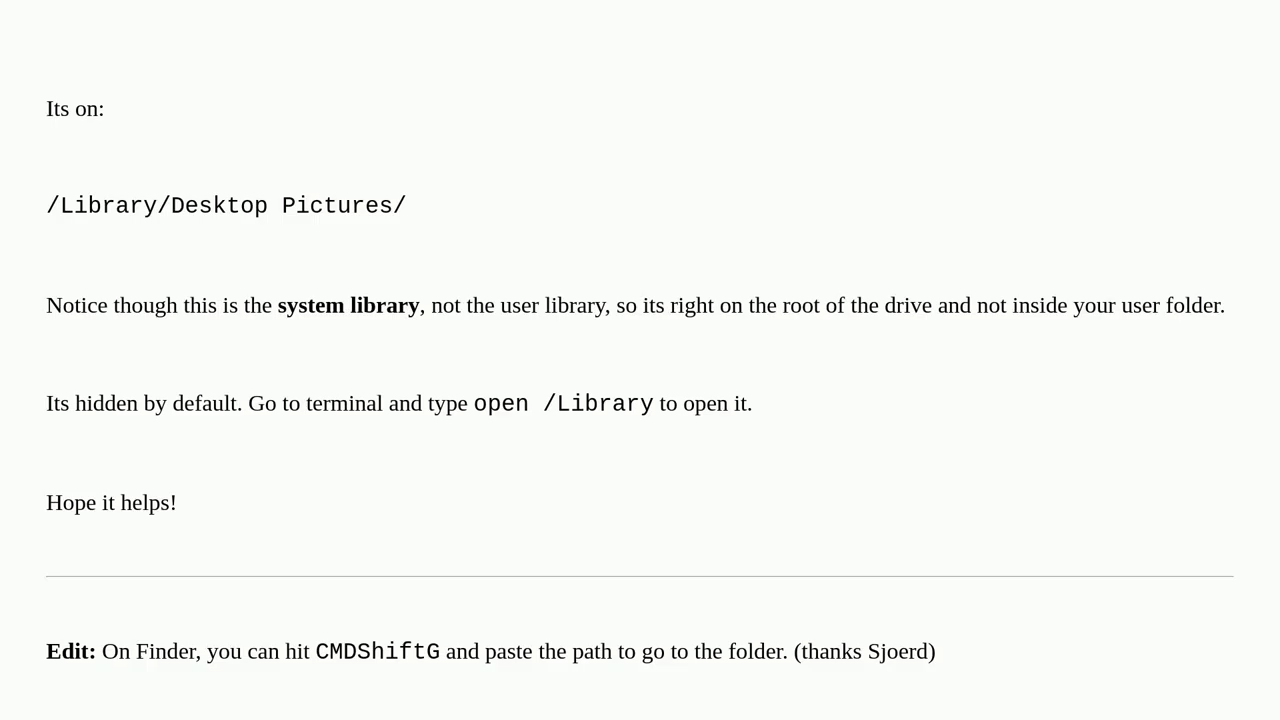 Its on:
/Library/Desktop Pictures/
Notice though this is the system library, not the user library, so its right on the root of the drive and not inside your user folder.
Its hidden by default. Go to terminal and type open /Library to open it.
Hope it helps!
Edit: On Finder, you can hit CMDShiftG and paste the path to go to the folder. (thanks Sjoerd)